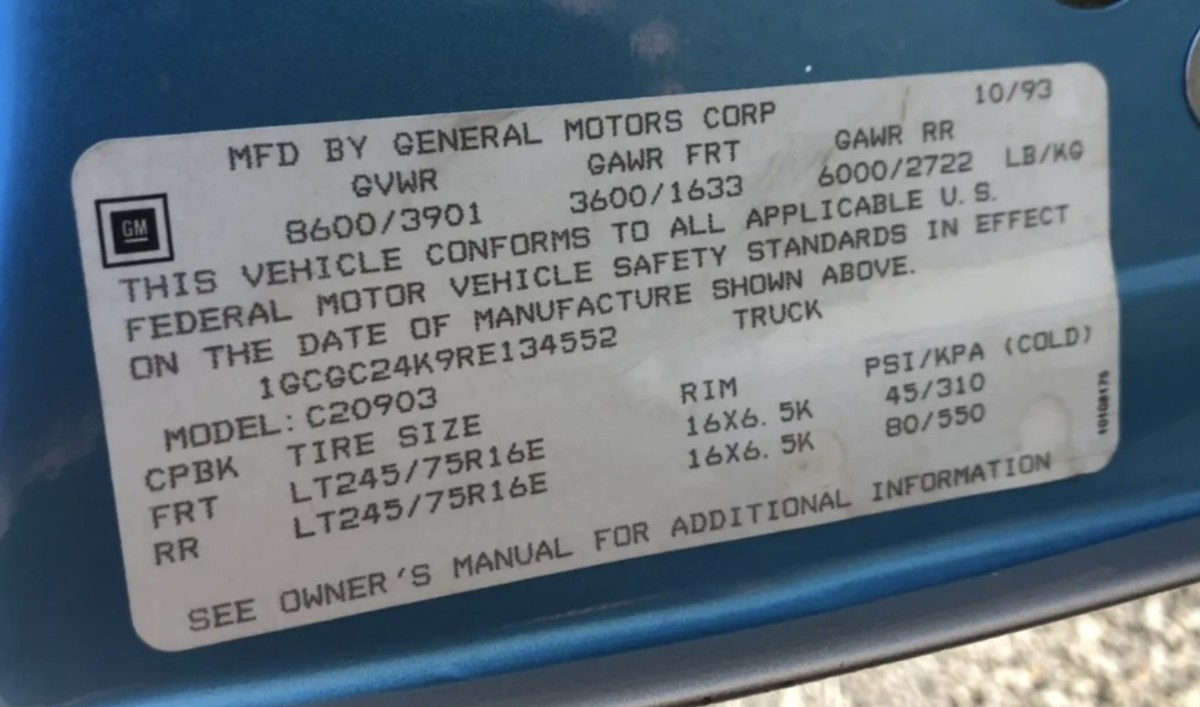 10/93
MFD BY GENERAL MOTORS CORP
GVWR GAWR FRT GAWR RR
8600/3901 3600/1633 6000/2722 LB/KG
GM
THIS VEHICLE CONFORMS TO ALL APPLICABLE U.S.
FEDERAL MOTOR VEHICLE SAFETY STANDARDS IN EFFECT
ON THE DATE OF MANUFACTURE SHOWN ABOVE.
1GCGC24K9RE134552 TRUCK
MODEL: C20903
CPBK TIRE SIZE RIM PSI/KPA (COLD)
FRT LT245/75R16E 16X6.5K 45/310
RR LT245/75R16E 16X6.5K 80/550
SEE OWNER'S MANUAL FOR ADDITIONAL INFORMATION